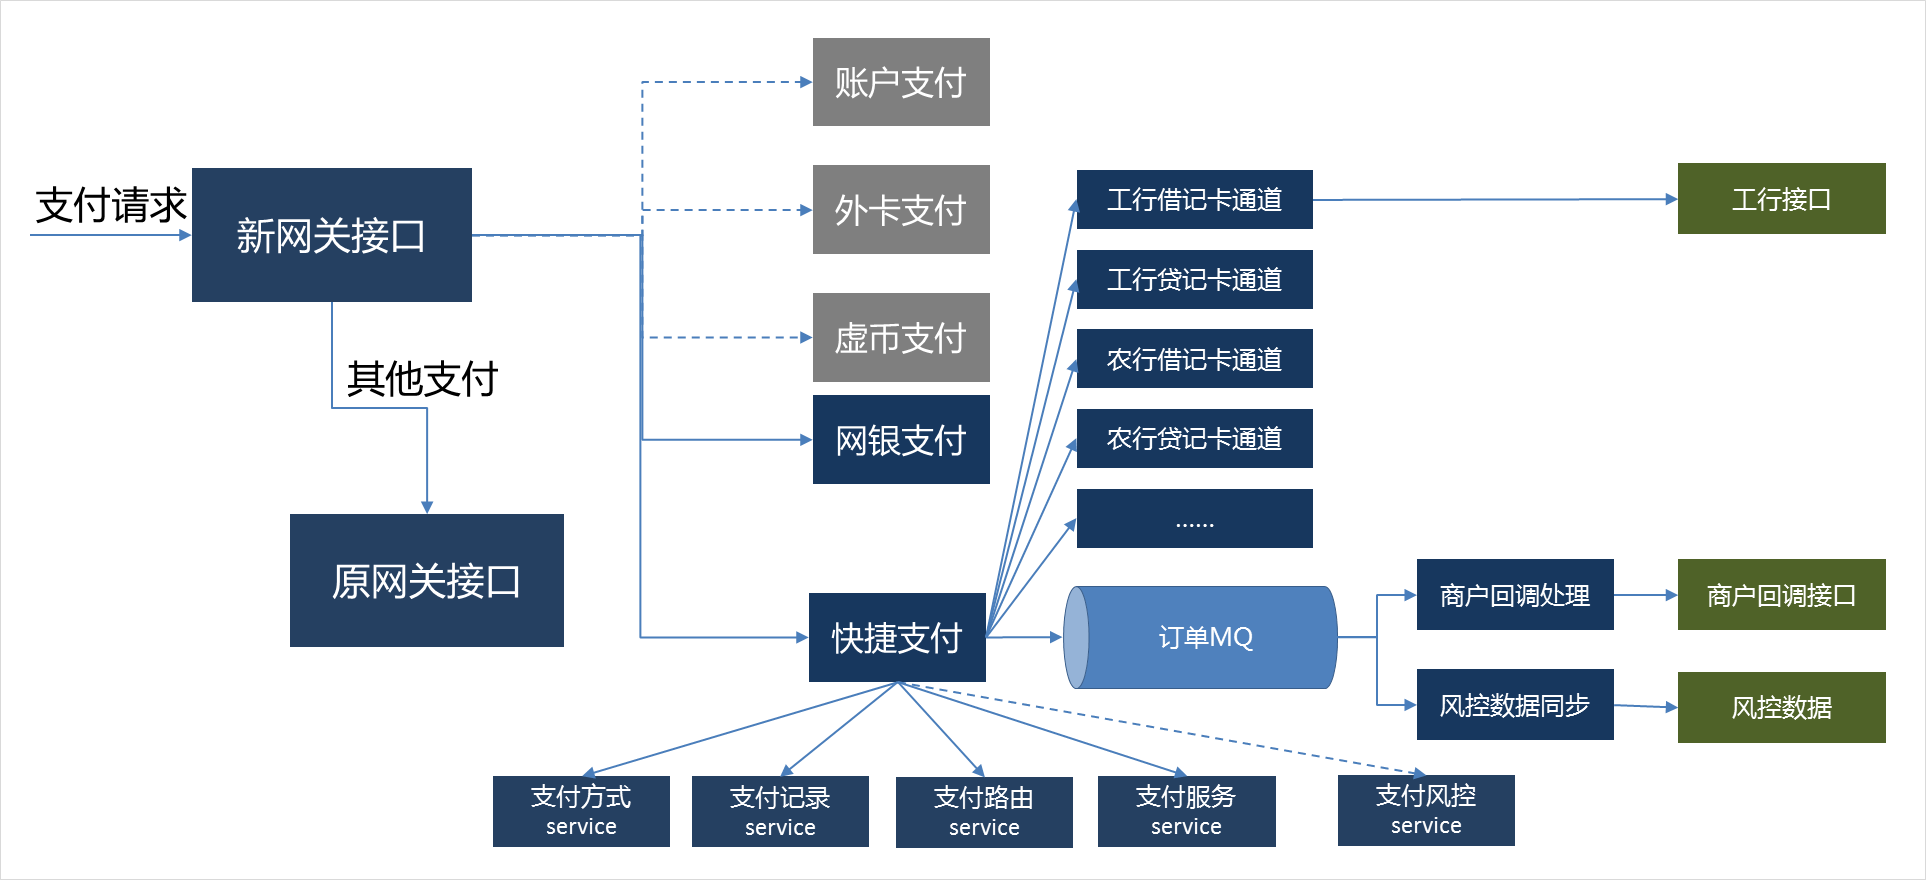 支付请求
新网关接口
其他支付
原网关接口
账户支付
外卡支付
虚币支付
网银支付
快捷支付
工行借记卡通道
工行贷记卡通道
农行借记卡通道
农行贷记卡通道
......
订单MQ
工行接口
商户回调处理
商户回调接口
风控数据同步
风控数据
支付方式
service
支付记录
service
支付路由
service
支付服务
service
支付风控
service